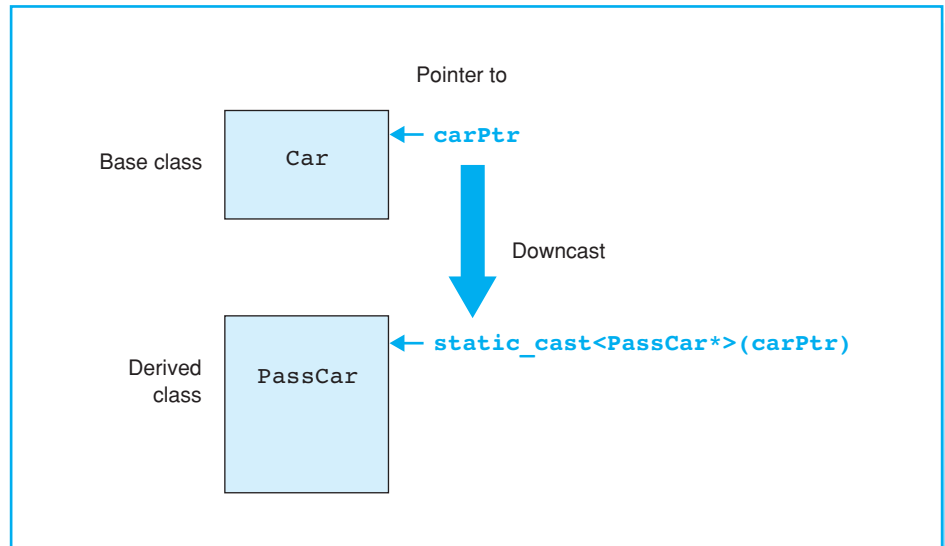 Pointer to
carPtr
Base class
Car
Downcast
static_cast<PassCar*>(carPtr)
Derived
class
PassCar